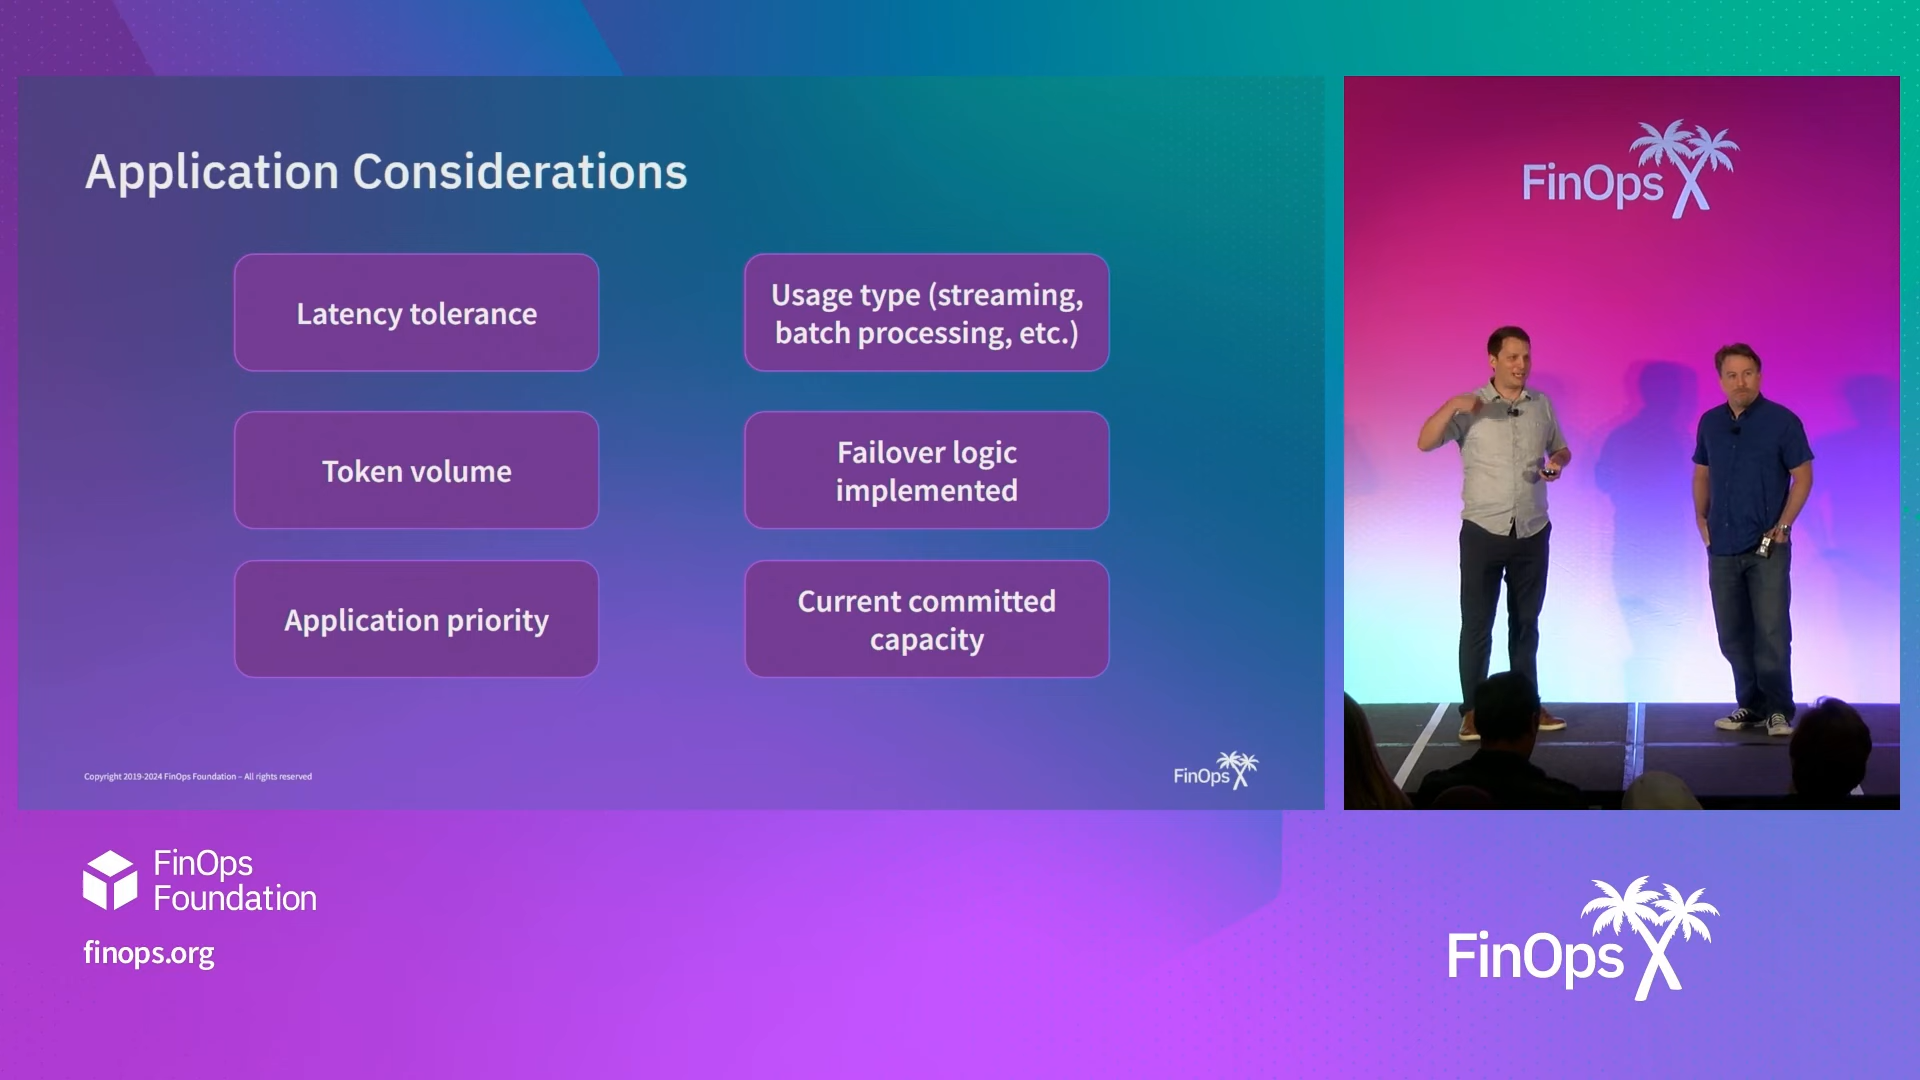 Application Considerations
Latency tolerance
Usage type (streaming,
batch processing, etc.)
Token volume
Failover logic
implemented
Application priority
Current committed
capacity
Copyright 2019-2024 FinOps Foundation – All rights reserved
FinOps X
FinOps X
FinOps
Foundation
finops.org
FinOps X